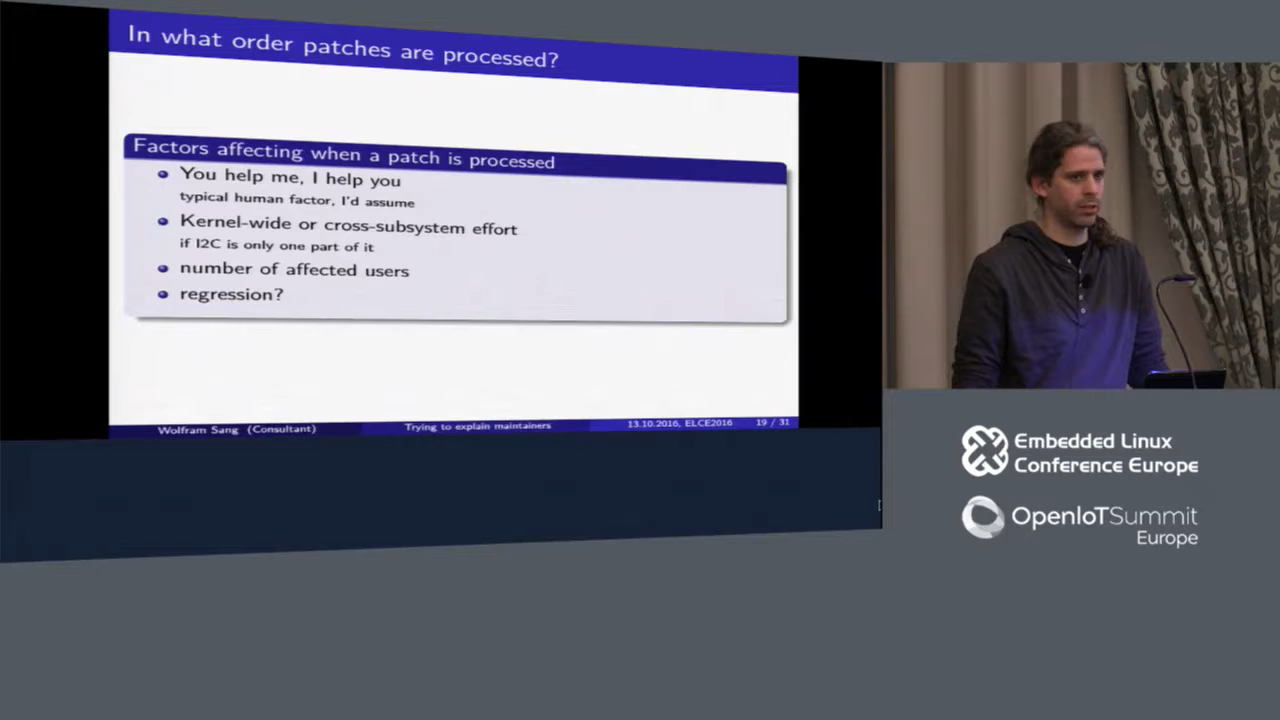 In what order patches are processed?
Factors affecting when a patch is processed
You help me, I help you
typical human factor, I'd assume
Kernel-wide or cross-subsystem effort
if I2C is only one part of it
number of affected users
regression?
Wolfram Sang (Consultant)
Trying to explain maintainers
13.10.2016, ELCE2016
19 / 31
Embedded Linux
Conference Europe
OpenIoTSummit
Europe